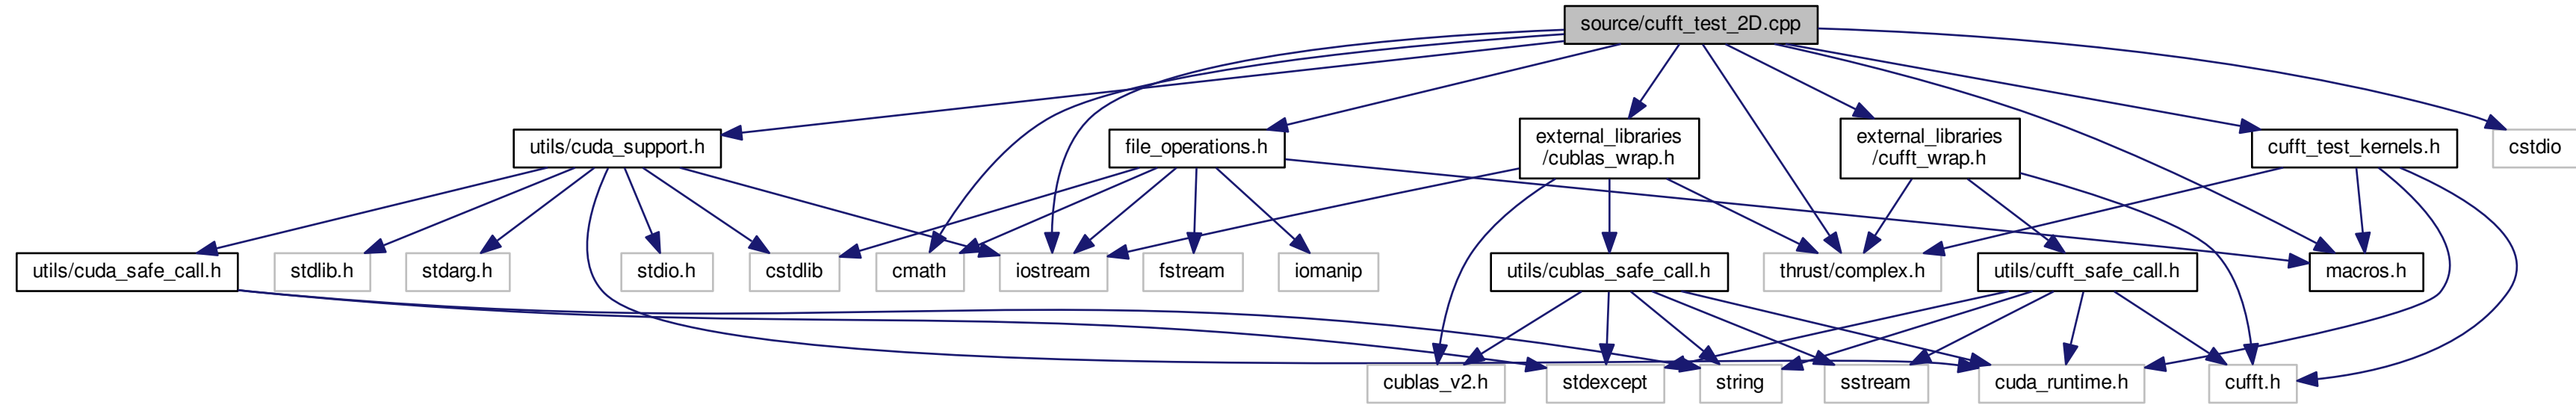 source/cufft_test_2D.cpp
utils/cuda_support.h
file_operations.h
external_libraries
/cublas_wrap.h
external_libraries
/cufft_wrap.h
cufft_test_kernels.h
cstdio
utils/cuda_safe_call.h
stdlib.h
stdarg.h
stdio.h
cstdlib
cmath
iostream
fstream
iomanip
utils/cublas_safe_call.h
thrust/complex.h
utils/cufft_safe_call.h
macros.h
cublas_v2.h
stdexcept
string
sstream
cuda_runtime.h
cufft.h